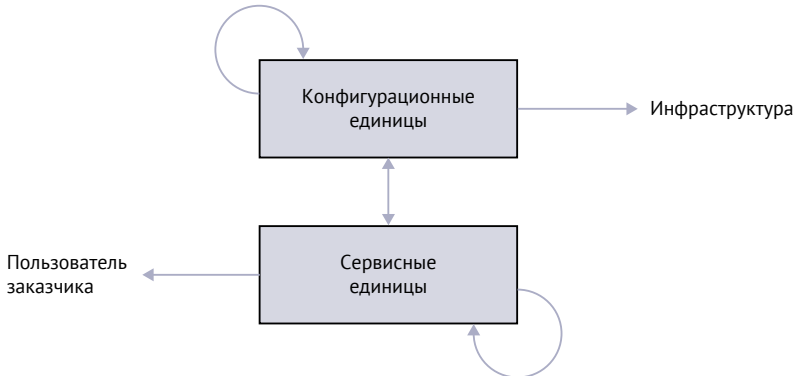 Конфигурационные
единицы
Инфраструктура
Пользователь
заказчика
Сервисные
единицы